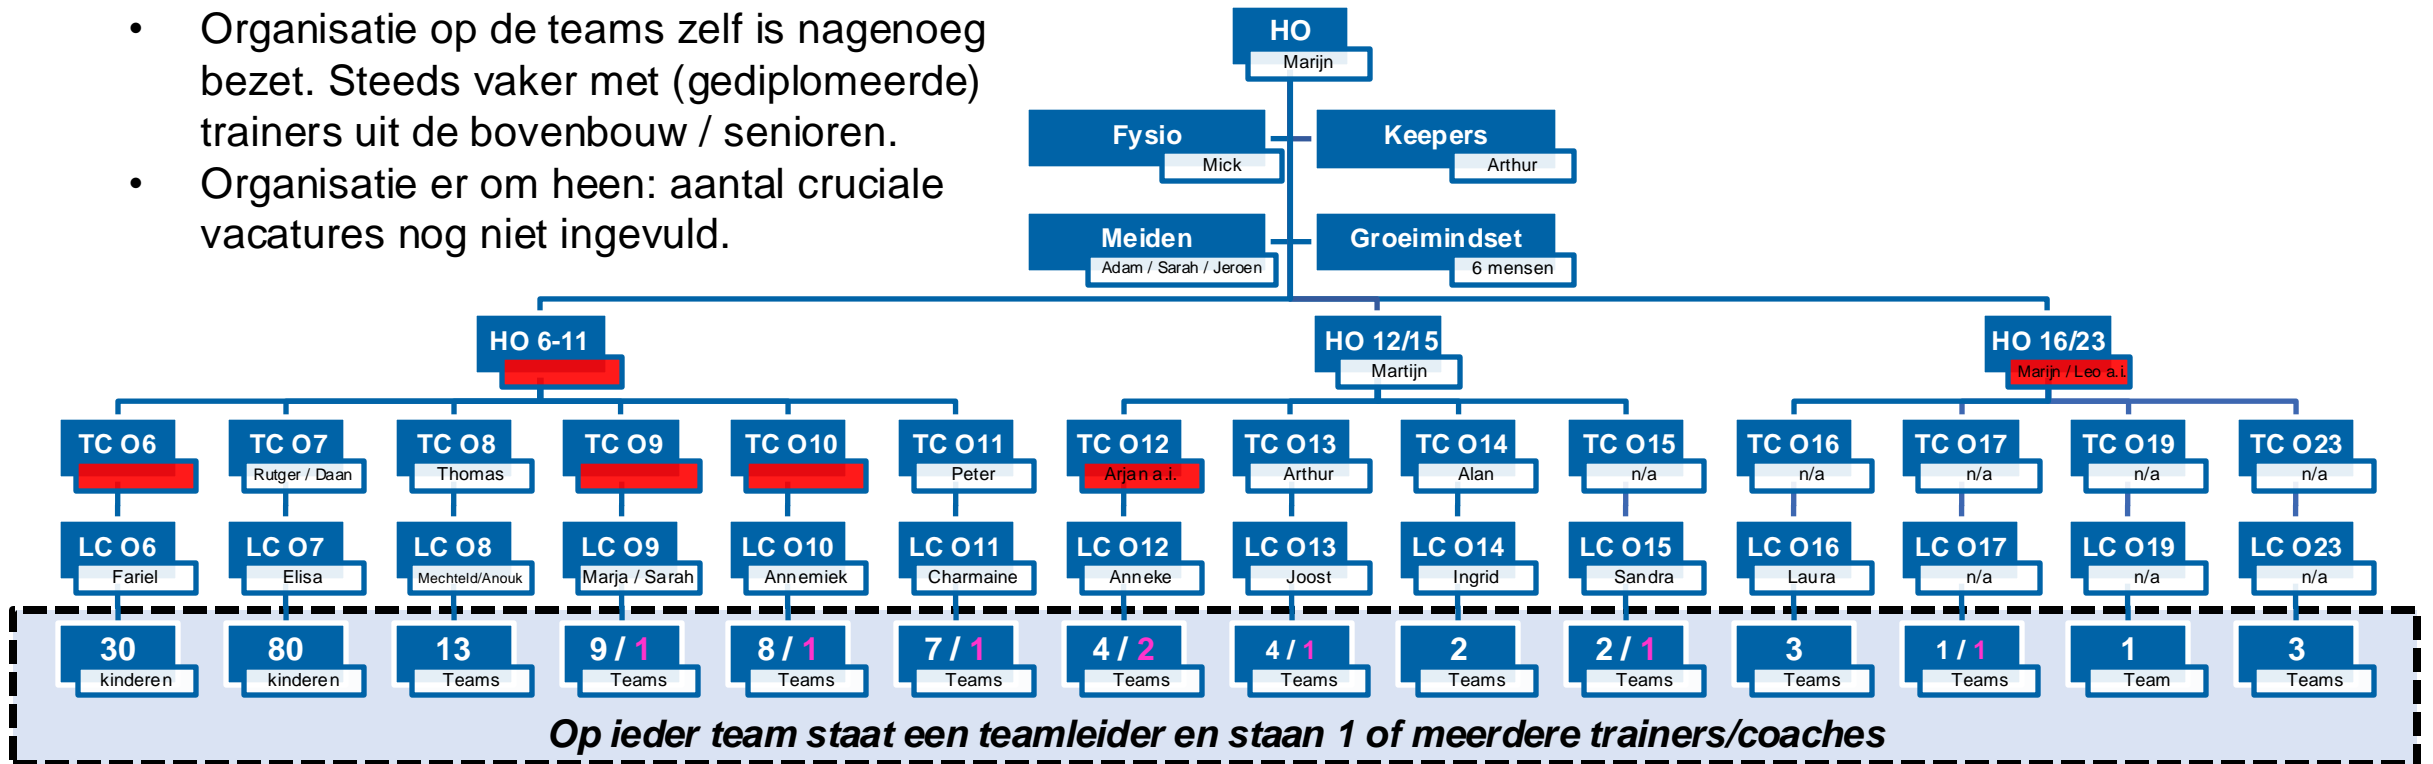 • Organisatie op de teams zelf is nagenoeg
bezet. Steeds vaker met (gediplomeerde)
trainers uit de bovenbouw / senioren.
• Organisatie er om heen: aantal cruciale
vacatures nog niet ingevuld.
HO
Marijn
Fysio
Mick
Keepers
Arthur
Meiden
Adam / Sarah / Jeroen
Groeimindset
6 mensen
HO 6-11
HO 12/15
Martijn
HO 16/23
Marijn / Leo a.i.
TC O6
TC O7
Rutger / Daan
TC O8
Thomas
TC O9
TC O10
TC O11
Peter
TC O12
Arjan a.i.
TC O13
Arthur
TC O14
Alan
TC O15
n/a
TC O16
n/a
TC O17
n/a
TC O19
n/a
TC O23
n/a
LC O6
Fariel
LC O7
Elisa
LC O8
Mechteld/Anouk
LC O9
Marja / Sarah
LC O10
Annemiek
LC O11
Charmaine
LC O12
Anneke
LC O13
Joost
LC O14
Ingrid
LC O15
Sandra
LC O16
Laura
LC O17
n/a
LC O19
n/a
LC O23
n/a
30
kinderen
80
kinderen
13
Teams
9 / 1
Teams
8 / 1
Teams
7 / 1
Teams
4 / 2
Teams
4 / 1
Teams
2
Teams
2 / 1
Teams
3
Teams
1 / 1
Teams
1
Team
3
Teams
Op ieder team staat een teamleider en staan 1 of meerdere trainers/coaches